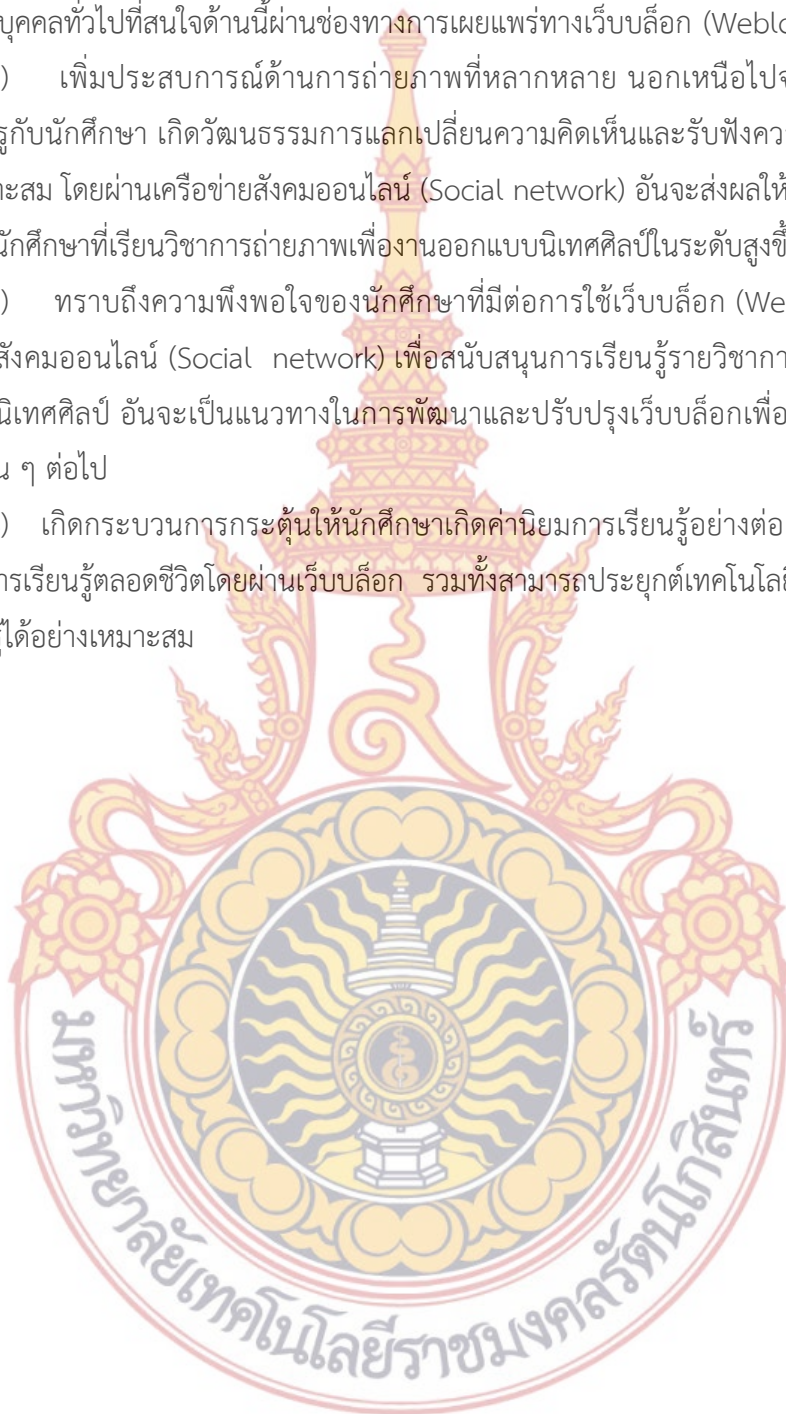 บุคคลทั่วไปที่สนใจด้านนี้ผ่านช่องทางการเผยแพร่ทางเว็บบล็อก (Weblo
) เพิ่มประสบการณ์ด้านการถ่ายภาพที่หลากหลาย นอกเหนือไปจ
รูกับนักศึกษา เกิดวัฒนธรรมการแลกเปลี่ยนความคิดเห็นและรับฟังควา
าะสม โดยผ่านเครือข่ายสังคมออนไลน์ (Social network) อันจะส่งผลให้
นักศึกษาที่เรียนวิชาการถ่ายภาพเพื่องานออกแบบนิเทศศิลป์ในระดับสูงขึ้
) ทราบถึงความพึงพอใจของนักศึกษาที่มีต่อการใช้เว็บบล็อก (We
สังคมออนไลน์ (Social network) เพื่อสนับสนุนการเรียนรู้รายวิชากา
นิเทศศิลป์ อันจะเป็นแนวทางในการพัฒนาและปรับปรุงเว็บบล็อกเพื่อ
น ๆ ต่อไป
) เกิดกระบวนการกระตุ้นให้นักศึกษาเกิดค่านิยมการเรียนรู้อย่างต่อ
ารเรียนรู้ตลอดชีวิตโดยผ่านเว็บบล็อก รวมทั้งสามารถประยุกต์เทคโนโลยี
รู้ได้อย่างเหมาะสม
มหาวิทยาลัยเทคโนโลยีราชมงคลรัตนโกสินทร์